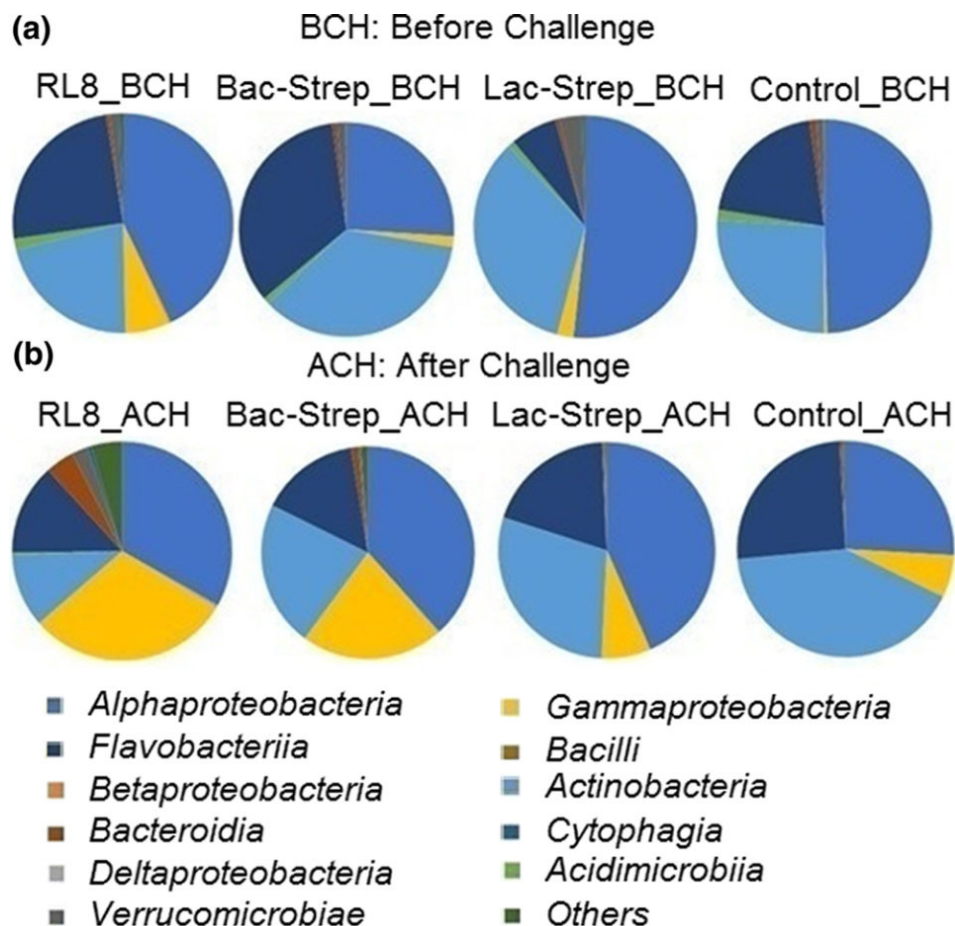 (a)
BCH: Before Challenge
RL8_BCH Bac-Strep_BCH Lac-Strep_BCH Control_BCH
(b)
ACH: After Challenge
RL8_ACH Bac-Strep_ACH Lac-Strep_ACH Control_ACH
Alphaproteobacteria Gammaproteobacteria
Flavobacteriia Bacilli
Betaproteobacteria Actinobacteria
Bacteroidia Cytophagia
Deltaproteobacteria Acidimicrobiia
Verrucomicrobiae Others